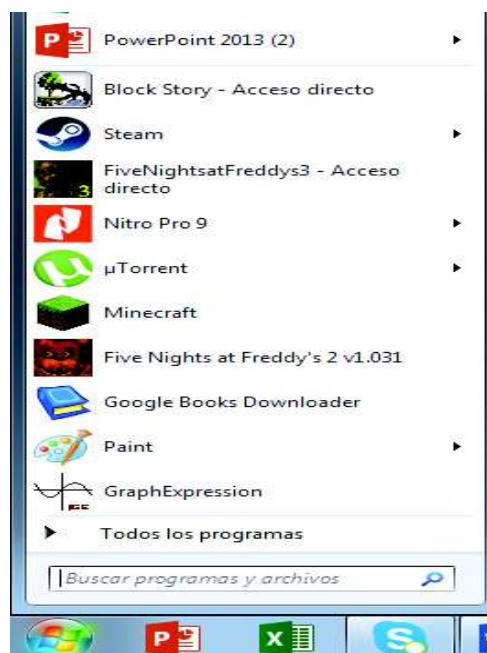 PowerPoint 2013 (2)
Block Story - Acceso directo
Steam
FiveNightsatFreddys3 - Acceso
directo
3
Nitro Pro 9
µTorrent
Minecraft
Five Nights at Freddy's 2 v1.031
Google Books Downloader
Paint
GraphExpression
Todos los programas
Buscar programas y archivos